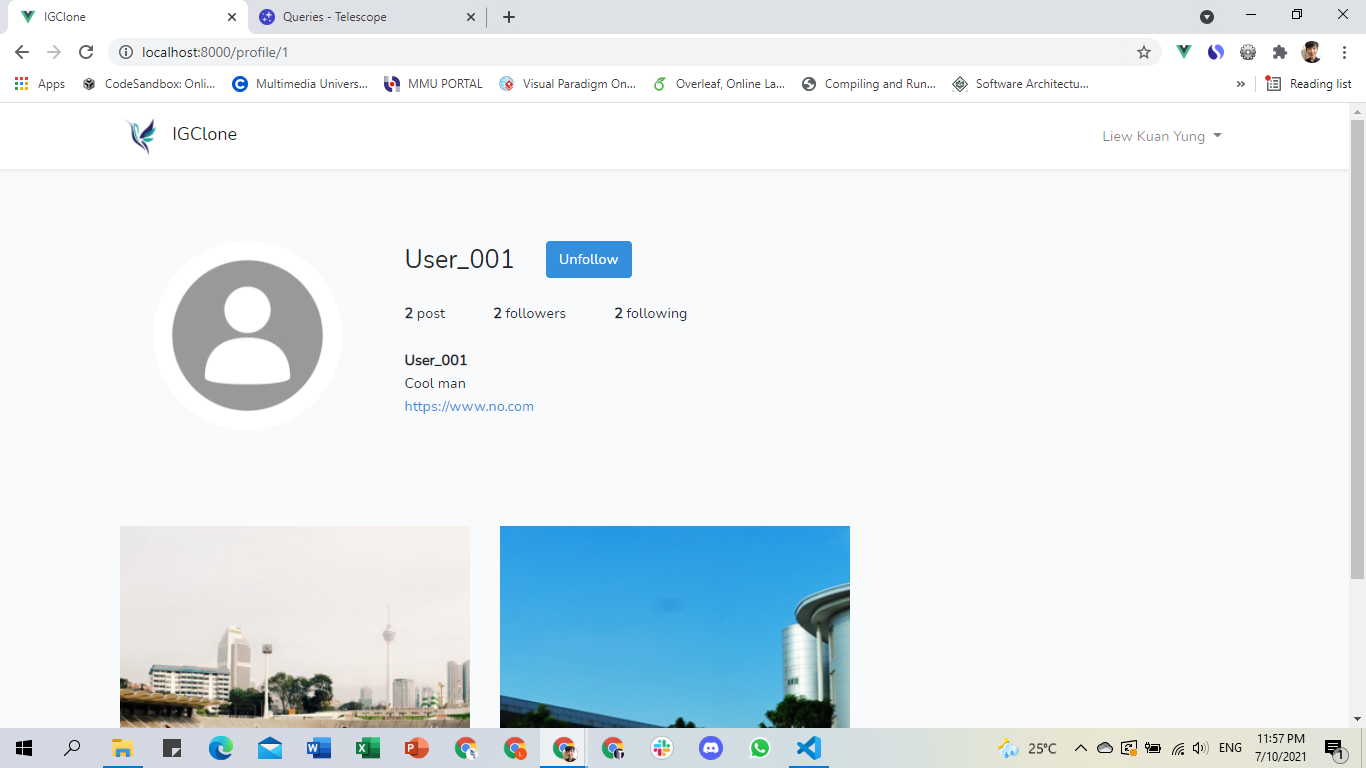 IGClone
Queries - Telescope
localhost:8000/profile/1
Apps
CodeSandbox: Onli...
Multimedia Univers...
MMU PORTAL
Visual Paradigm On...
Overleaf, Online La...
Compiling and Run...
Software Architectu...
»
Reading list
IGClone
Liew Kuan Yung
User_001
Unfollow
2 post
2 followers
2 following
User_001
Cool man
https://www.no.com
25°C
ENG
11:57 PM
7/10/2021
1